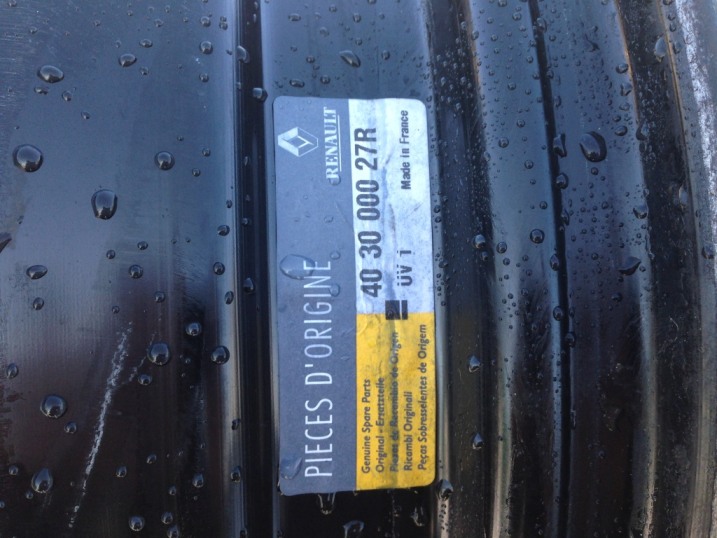 PIECES D'ORIGINE
RENAULT
40 30 000 27R
UV 1
Made in France
Genuine Spare Parts
Original - Ersatzteile
Piezas de Recambio de Origen
Ricambi Originali
Peças Sobresselentes de Origem